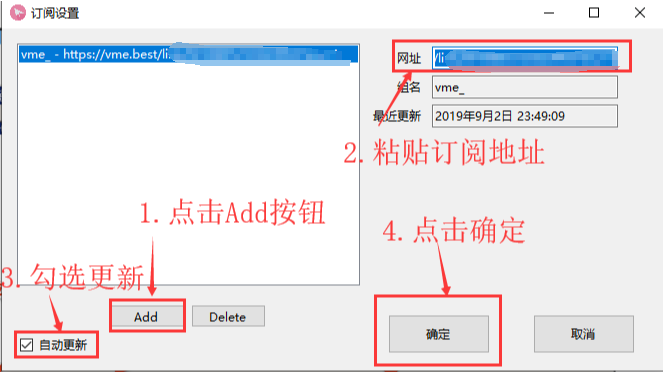 订阅设置
vme_ - https://vme.best/li
网址 /li
组名 vme_
最近更新 2019年9月2日 23:49:09
2.粘贴订阅地址
1.点击Add按钮
4.点击确定
3.勾选更新
Add Delete
自动更新
确定 取消